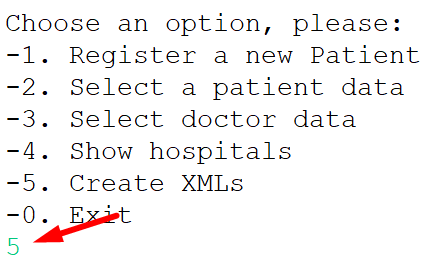 Choose an option, please:
-1. Register a new Patient
-2. Select a patient data
-3. Select doctor data
-4. Show hospitals
-5. Create XMLs
-0. Exit
5